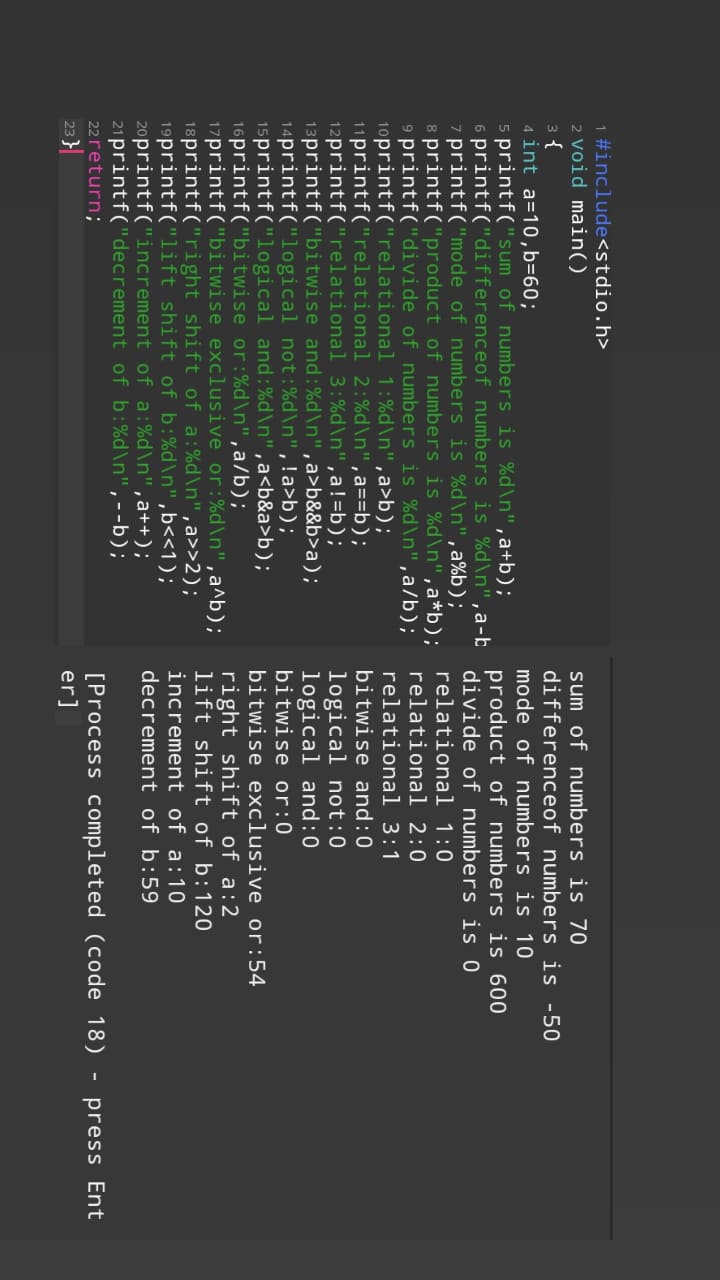 1 #include<stdio.h>
2 void main()
3 {
4 int a=10,b=60;
5 printf("sum of numbers is %d\n",a+b);
6 printf("differenceof numbers is %d\n",a-b
7 printf("mode of numbers is %d\n",a%b);
8 printf("product of numbers is %d\n",a*b);
9 printf("divide of numbers is %d\n",a/b);
10 printf("relational 1:%d\n",a>b);
11 printf("relational 2:%d\n",a==b);
12 printf("relational 3:%d\n",a!=b);
13 printf("bitwise and:%d\n",a>b&&b>a);
14 printf("logical not:%d\n",!a>b);
15 printf("logical and:%d\n",a<b&a>b);
16 printf("bitwise or:%d\n",a/b);
17 printf("bitwise exclusive or:%d\n",a^b);
18 printf("right shift of a:%d\n",a>>2);
19 printf("lift shift of b:%d\n",b<<1);
20 printf("increment of a:%d\n",a++);
21 printf("decrement of b:%d\n",--b);
22 return;
23 }
sum of numbers is 70
differenceof numbers is -50
mode of numbers is 10
product of numbers is 600
divide of numbers is 0
relational 1:0
relational 2:0
relational 3:1
bitwise and:0
logical not:0
logical and:0
bitwise or:0
bitwise exclusive or:54
right shift of a:2
lift shift of b:120
increment of a:10
decrement of b:59
[Process completed (code 18) - press Ent
er]